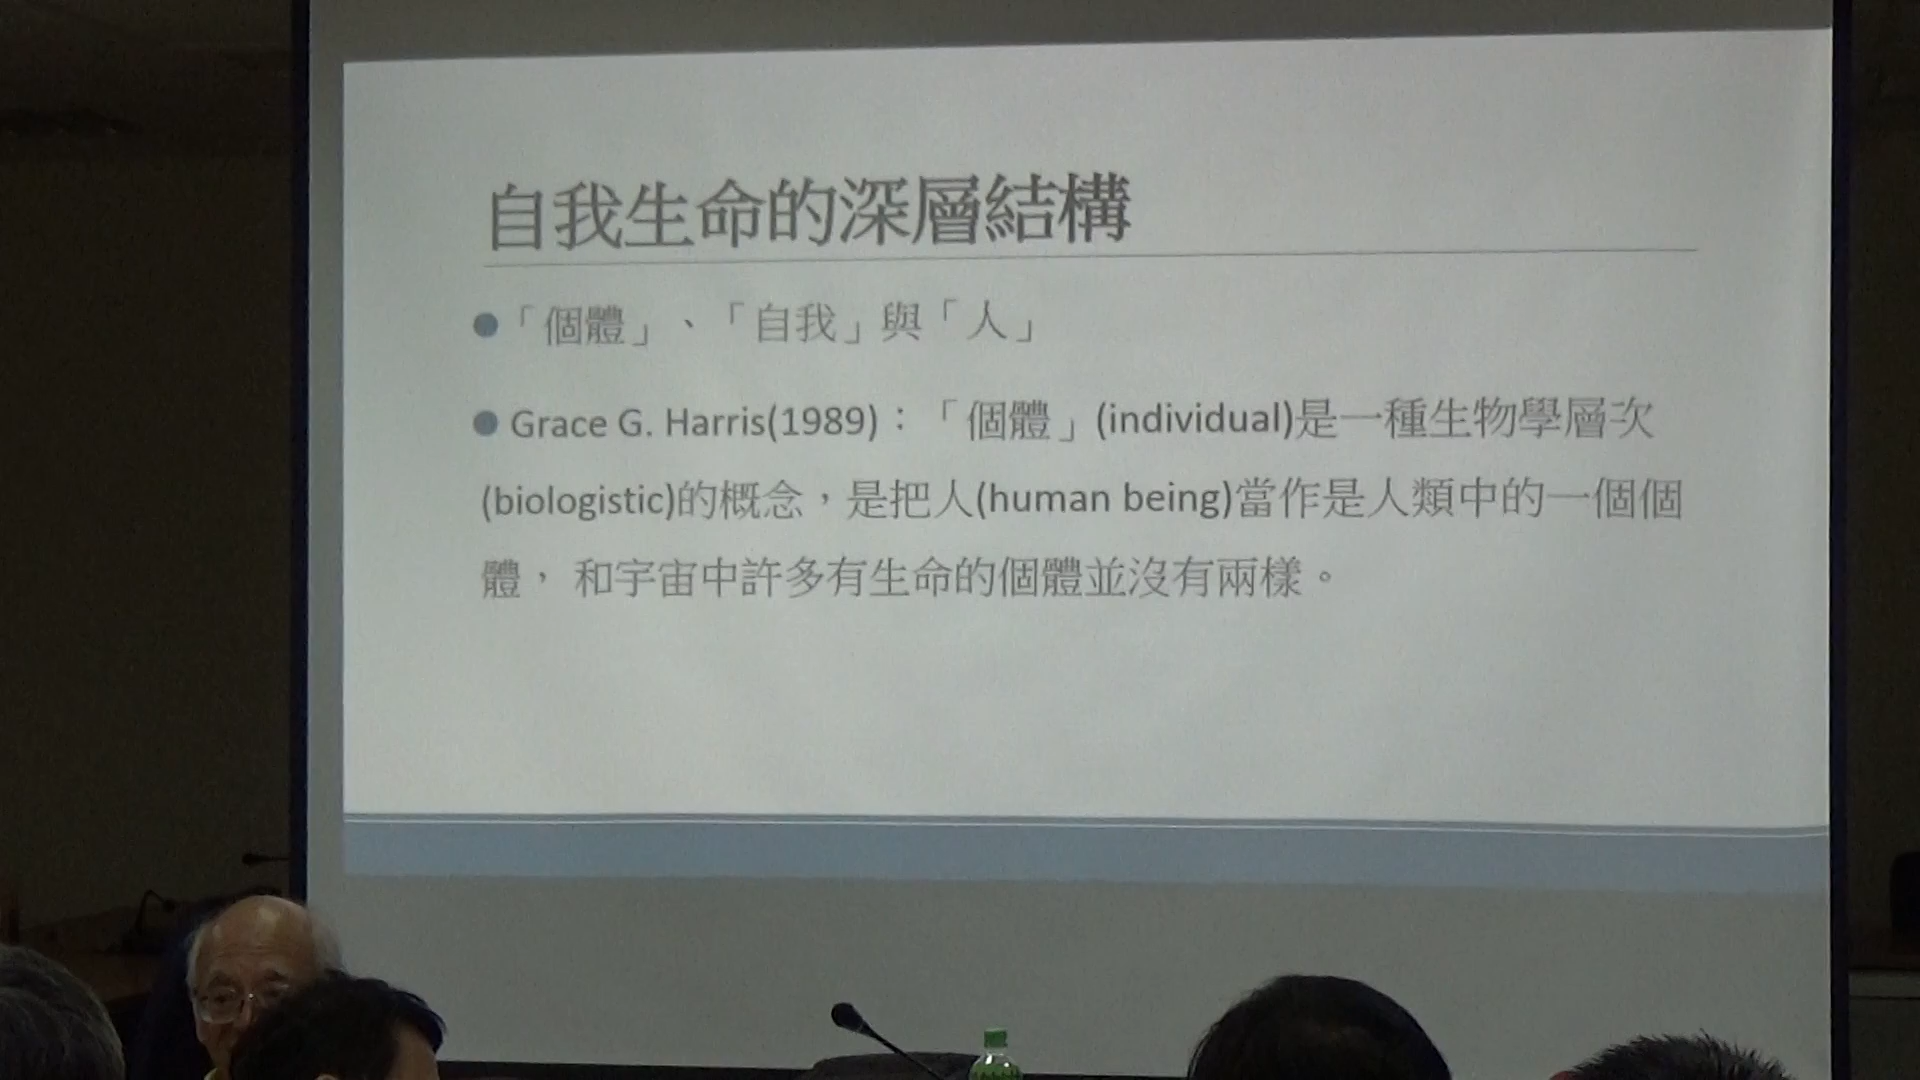 自我生命的深層結構
●「個體」、「自我」與「人」
● Grace G. Harris(1989)：「個體」(individual)是一種生物學層次
(biologistic)的概念，是把人(human being)當作是人類中的一個個
體， 和宇宙中許多有生命的個體並沒有兩樣。